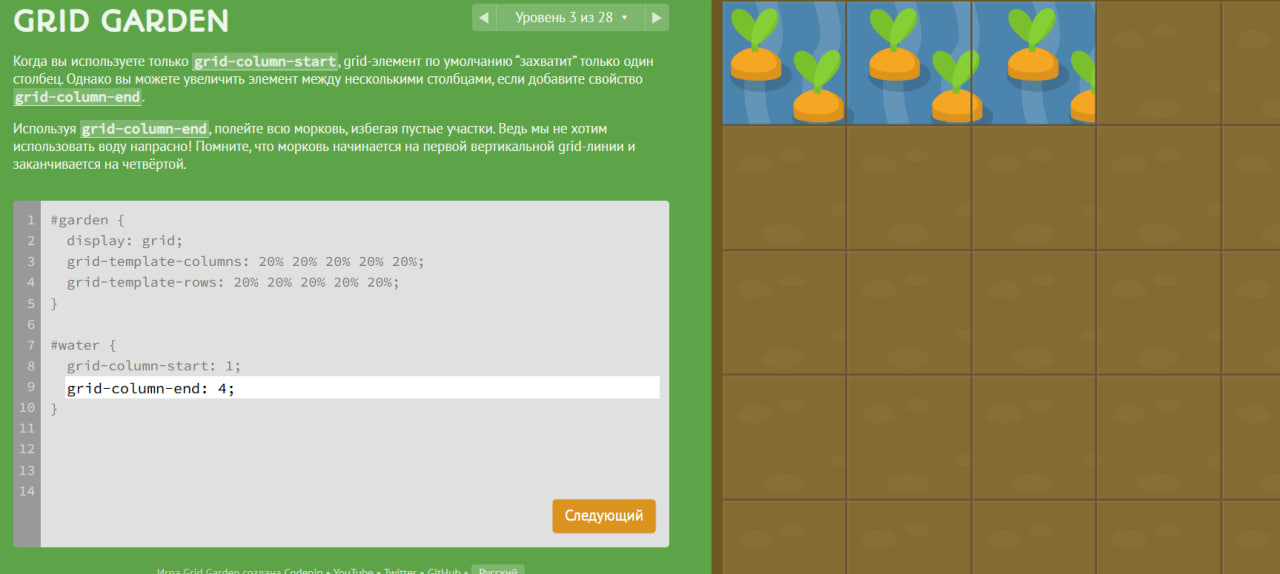 GRID GARDEN
Уровень 3 из 28
Когда вы используете только grid-column-start, grid-элемент по умолчанию "захватит" только один
столбец. Однако вы можете увеличить элемент между несколькими столбцами, если добавите свойство
grid-column-end.
Используя grid-column-end, полейте всю морковь, избегая пустые участки. Ведь мы не хотим
использовать воду напрасно! Помните, что морковь начинается на первой вертикальной grid-линии и
заканчивается на четвёртой.
1 #garden {
2 display: grid;
3 grid-template-columns: 20% 20% 20% 20% 20%;
4 grid-template-rows: 20% 20% 20% 20% 20%;
5 }
6
7 #water {
8 grid-column-start: 1;
9 grid-column-end: 4;
10 }
11
12
13
14
Следующий
Игра Grid Garden создана Codepip • YouTube • Twitter • GitHub • Русский